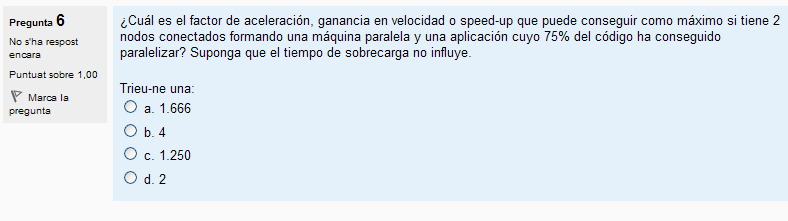 Pregunta 6
No s'ha respost
encara
Puntuat sobre 1,00
Marca la
pregunta
¿Cuál es el factor de aceleración, ganancia en velocidad o speed-up que puede conseguir como máximo si tiene 2
nodos conectados formando una máquina paralela y una aplicación cuyo 75% del código ha conseguido
paralelizar? Suponga que el tiempo de sobrecarga no influye.
Trieu-ne una:
a. 1.666
b. 4
c. 1.250
d. 2